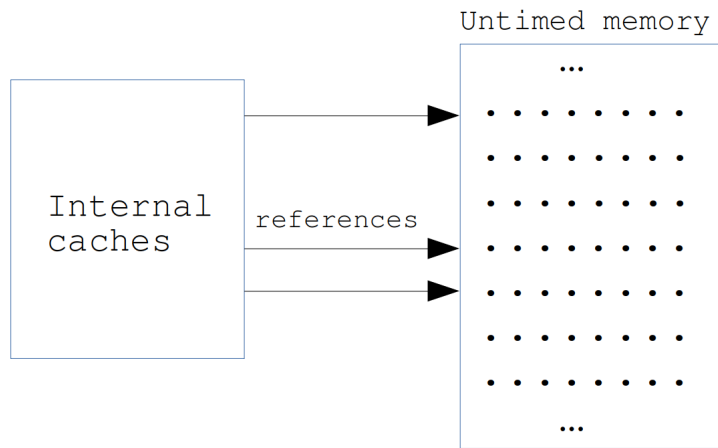 Untimed memory
...
Internal
caches
references
...